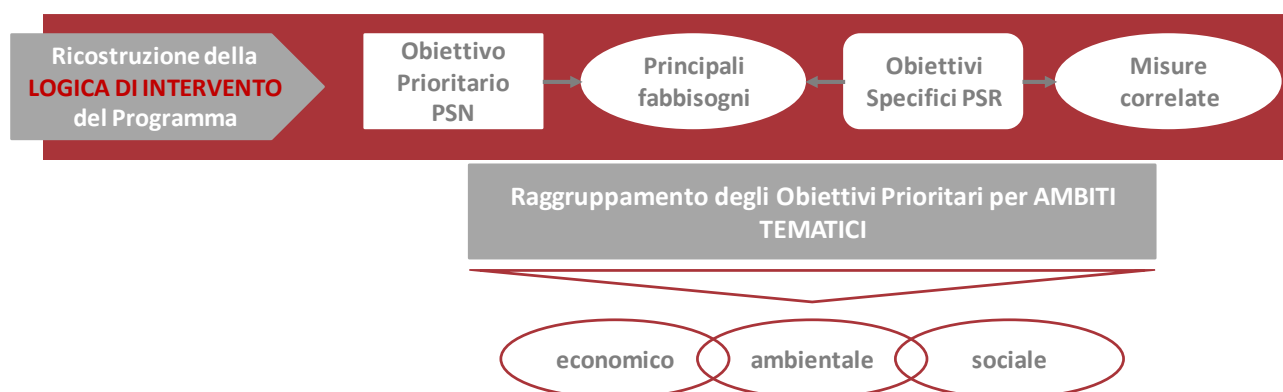 Ricostruzione della
LOGICA DI INTERVENTO
del Programma
Obiettivo
Prioritario
PSN
Principali
fabbisogni
Obiettivi
Specifici PSR
Misure
correlate
Raggruppamento degli Obiettivi Prioritari per AMBITI
TEMATICI
economico
ambientale
sociale